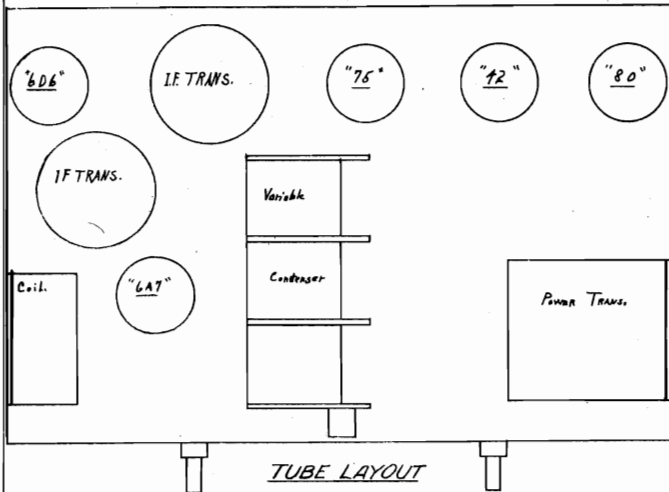 "6D6"
I.F. TRANS.
"75"
"42"
"80"
IF TRANS.
Variable
Coil.
"6A7"
Condenser
POWER TRANS.
TUBE LAYOUT